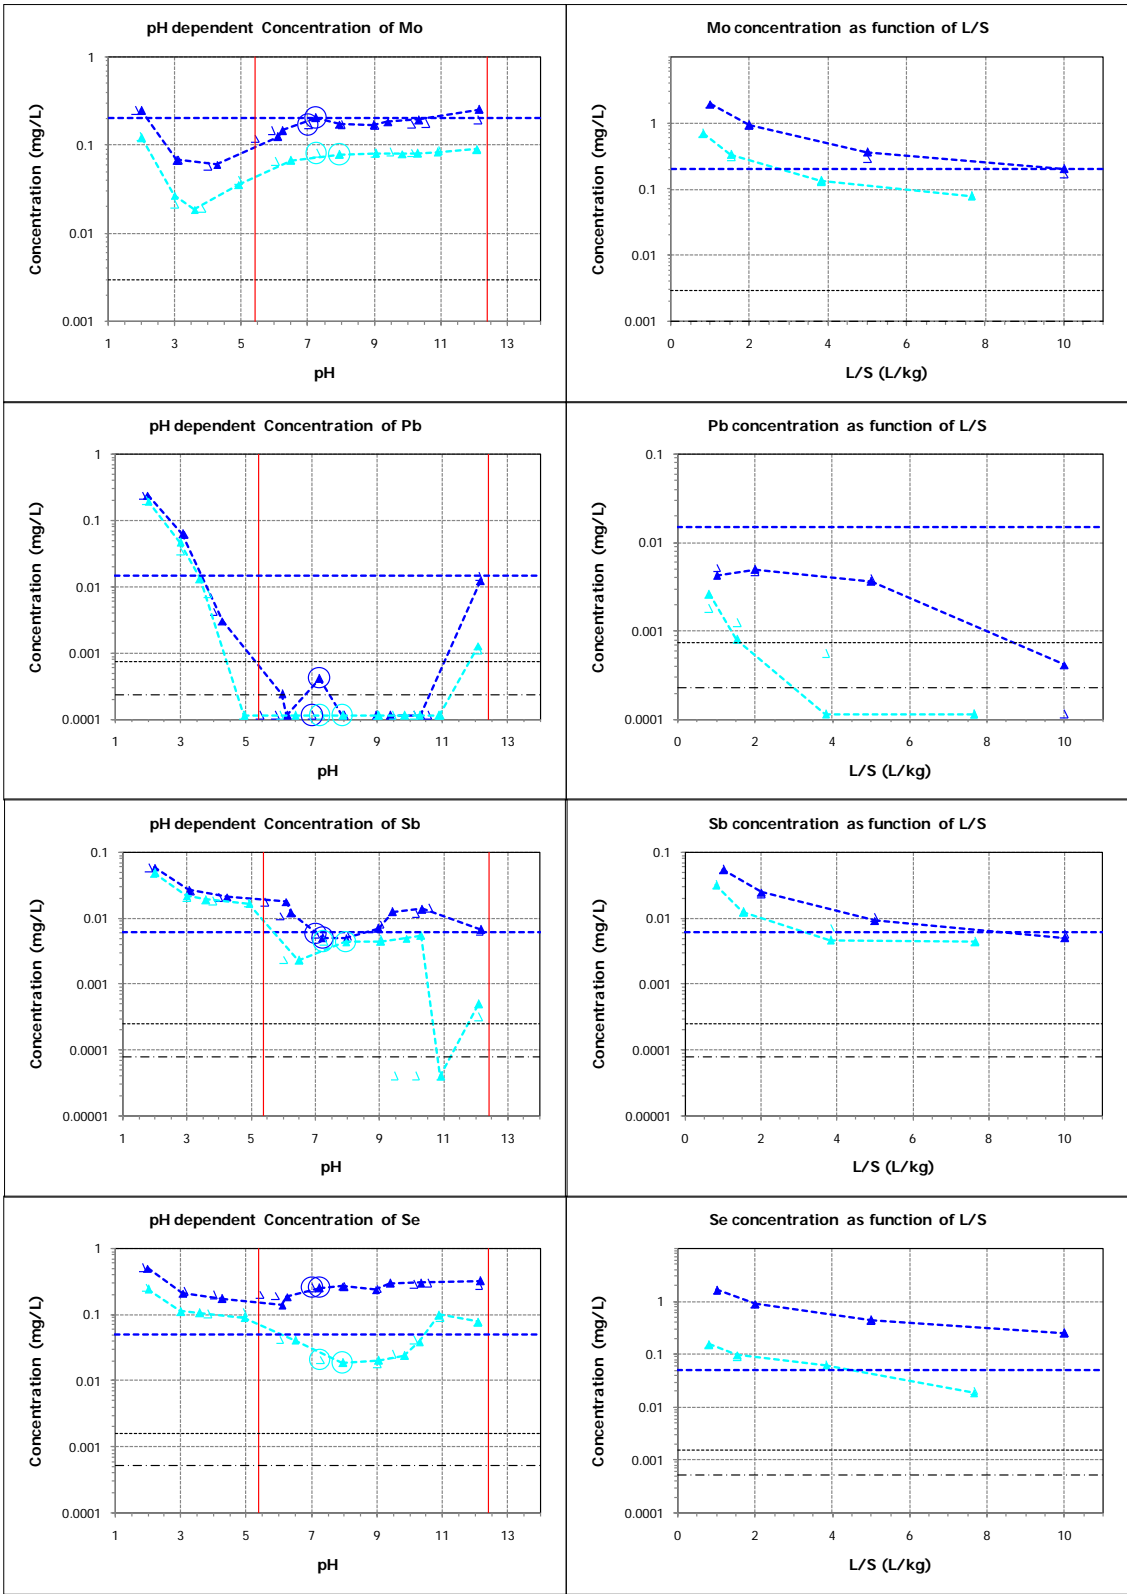 pH dependent Concentration of Mo
Concentration (mg/L)
1
0.1
0.01
0.001
1 3 5 7 9 11 13
pH
Mo concentration as function of L/S
Concentration (mg/L)
1
0.1
0.01
0.001
0 2 4 6 8 10
L/S (L/kg)
pH dependent Concentration of Pb
Concentration (mg/L)
1
0.1
0.01
0.001
0.0001
1 3 5 7 9 11 13
pH
Pb concentration as function of L/S
Concentration (mg/L)
0.1
0.01
0.001
0.0001
0 2 4 6 8 10
L/S (L/kg)
pH dependent Concentration of Sb
Concentration (mg/L)
0.1
0.01
0.001
0.0001
0.00001
1 3 5 7 9 11 13
pH
Sb concentration as function of L/S
Concentration (mg/L)
0.1
0.01
0.001
0.0001
0.00001
0 2 4 6 8 10
L/S (L/kg)
pH dependent Concentration of Se
Concentration (mg/L)
1
0.1
0.01
0.001
0.0001
1 3 5 7 9 11 13
pH
Se concentration as function of L/S
Concentration (mg/L)
1
0.1
0.01
0.001
0.0001
0 2 4 6 8 10
L/S (L/kg)